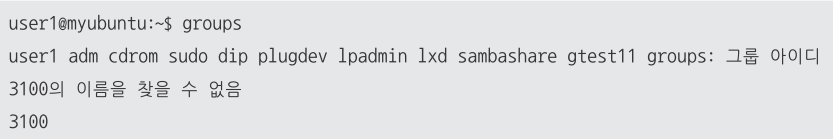 user1@myubuntu:~$ groups
user1 adm cdrom sudo dip plugdev lpadmin lxd sambashare gtest11 groups: 그룹 아이디
3100의 이름을 찾을 수 없음
3100